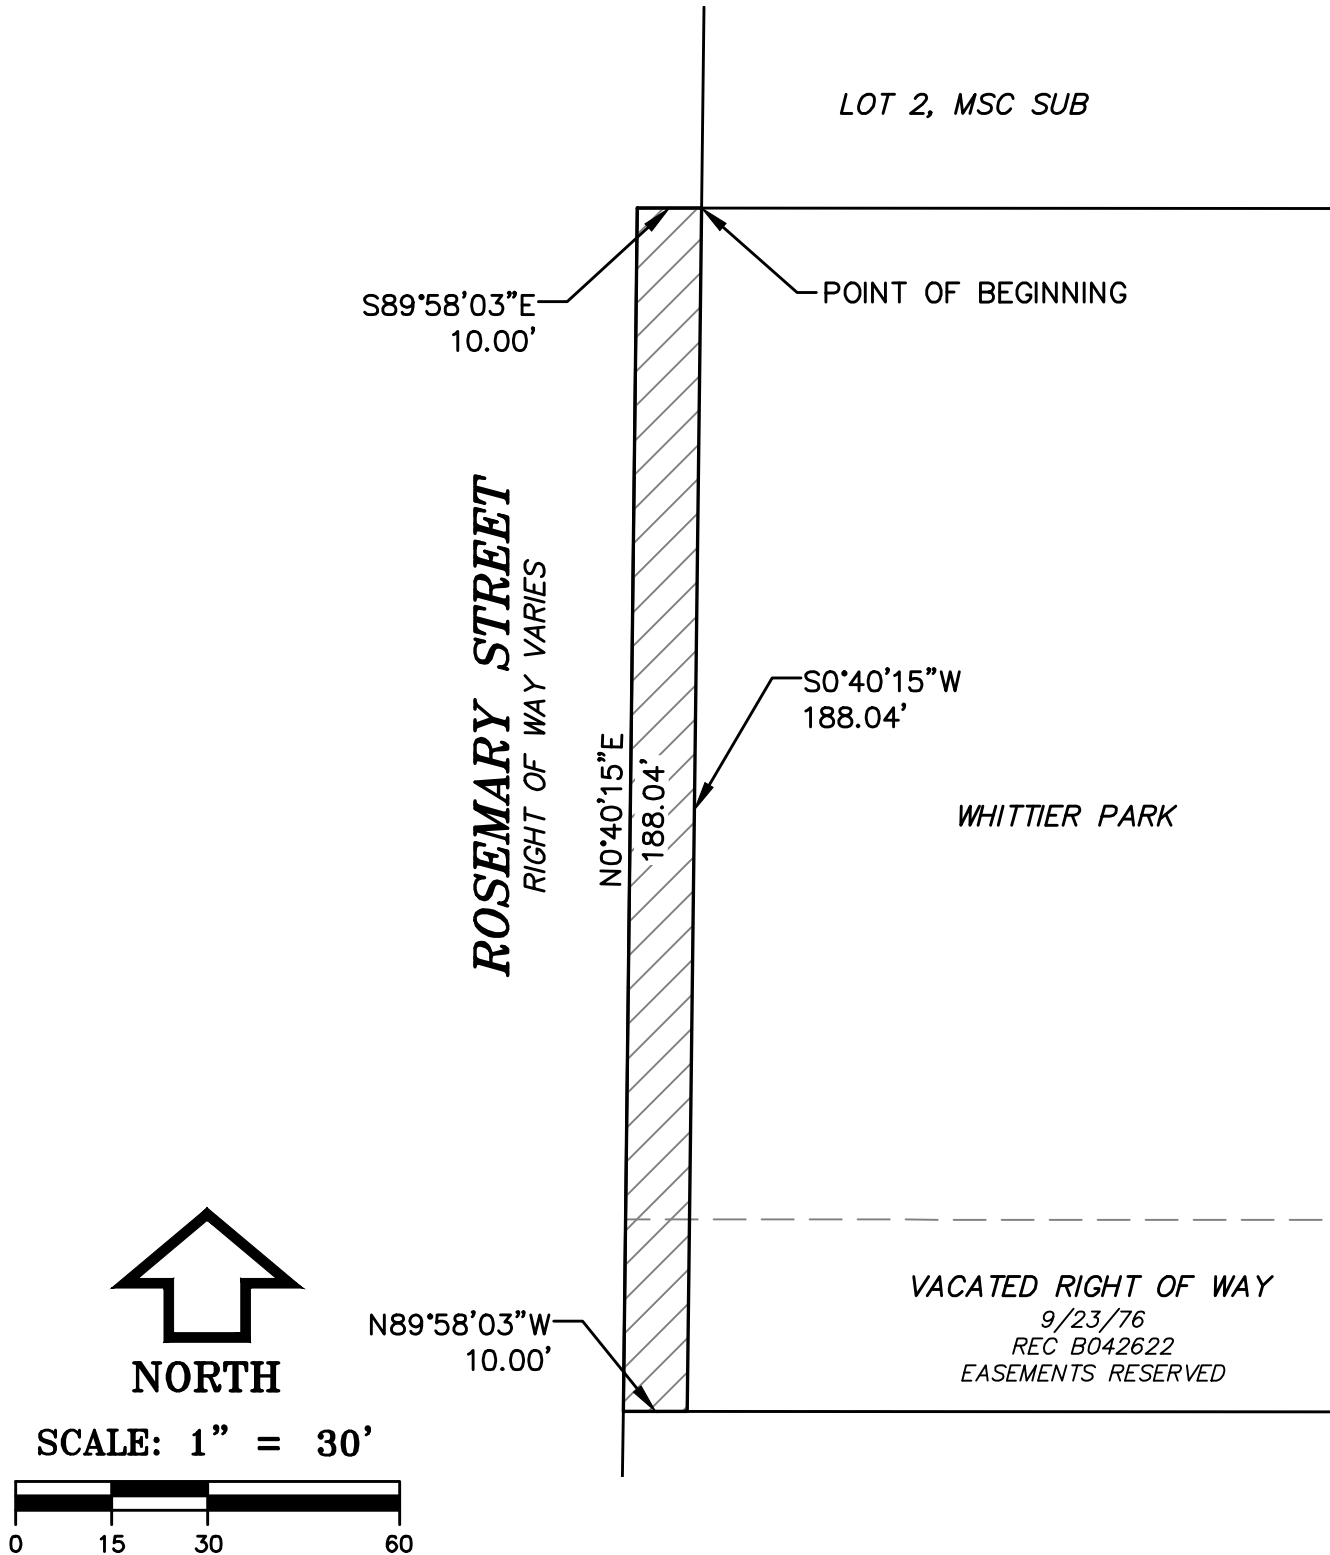 LOT 2, MSC SUB
POINT OF BEGINNING
S89°58'03"E
10.00'
ROSEMARY STREET
RIGHT OF WAY VARIES
N0°40'15"E
188.04'
S0°40'15"W
188.04'
WHITTIER PARK
VACATED RIGHT OF WAY
9/23/76
REC B042622
EASEMENTS RESERVED
N89°58'03"W
10.00'
NORTH
SCALE: 1" = 30'
0 15 30 60